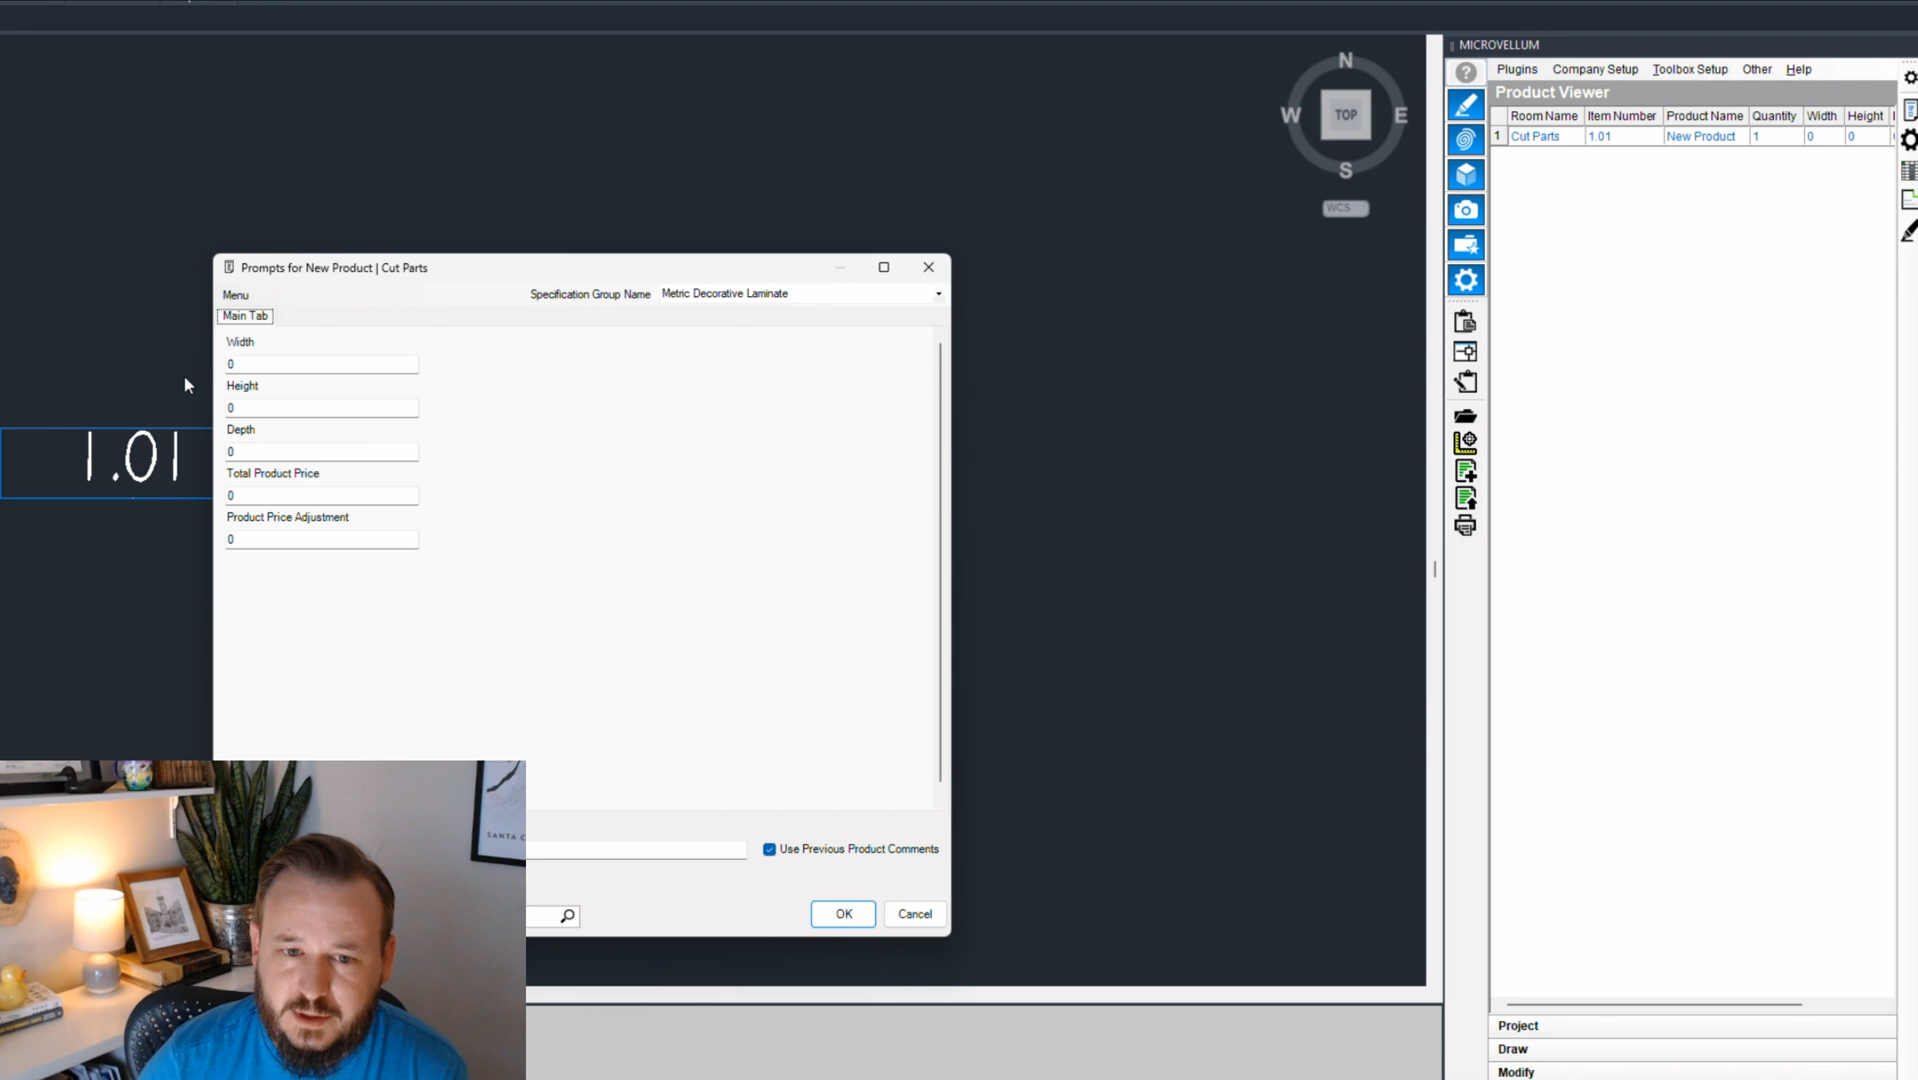 MICROVELLUM
Plugins Company Setup Toolbox Setup Other Help
Product Viewer
Room Name Item Number Product Name Quantity Width Height
1 Cut Parts 1.01 New Product 1 0 0
N
W TOP E
S
WCS
Prompts for New Product | Cut Parts
Menu Specification Group Name Metric Decorative Laminate
Main Tab
Width
0
Height
0
Depth
0
Total Product Price
0
Product Price Adjustment
0
1.01
Use Previous Product Comments
OK Cancel
SANTA C
Project
Draw
Modify